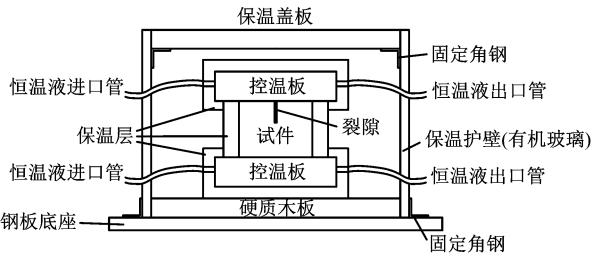 保温盖板
固定角钢
恒温液进口管
控温板
恒温液出口管
保温层
试件
裂隙
保温护壁(有机玻璃)
恒温液进口管
控温板
恒温液出口管
硬质木板
钢板底座
固定角钢